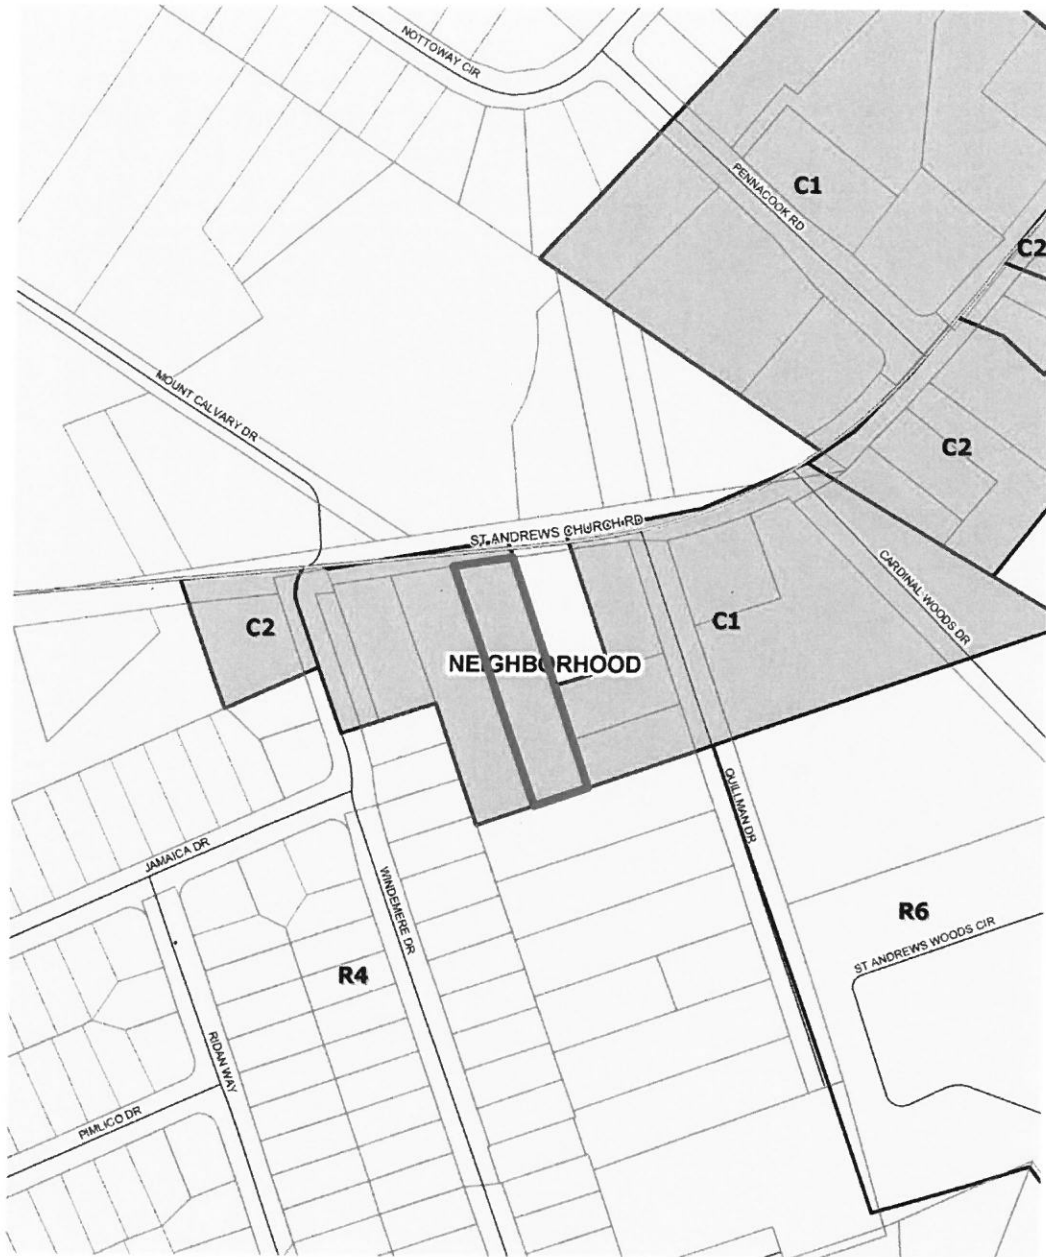 NOTTOWAY CIR
C1
PENNACOOK RD
C2
MOUNT CALVARY DR
C2
ST ANDREWS CHURCH RD
CARDINAL WOODS DR
C2
C1
NEIGHBORHOOD
QUILLMAN DR
JAMAICA DR
WINDEMERE DR
R6
ST ANDREWS WOODS CIR
R4
RIDAN WAY
PIMLICO DR